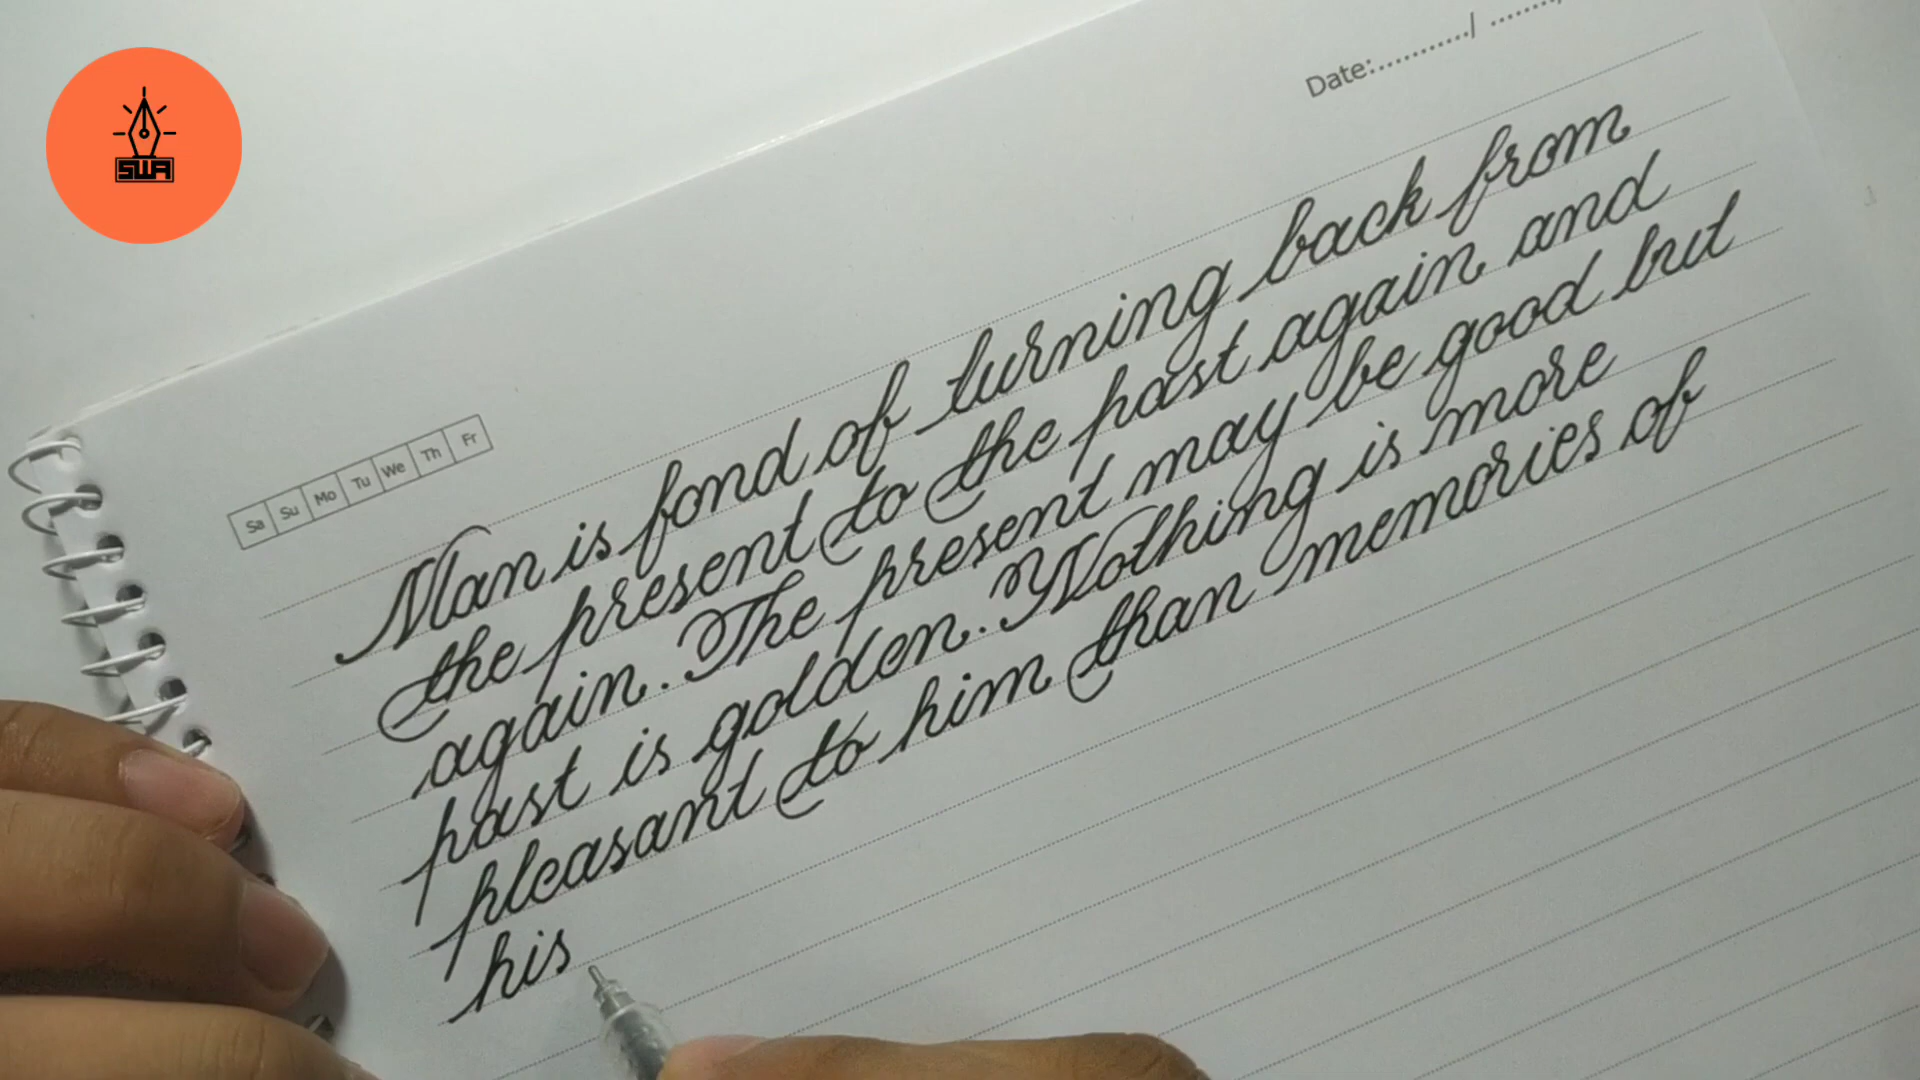 SWA
Date:............/ ........
Sa Su Mo Tu We Th Fr
Man is fond of turning back from
the present to the past again and
again. The present may be good but
past is golden. Nothing is more
pleasant to him than memories of
his